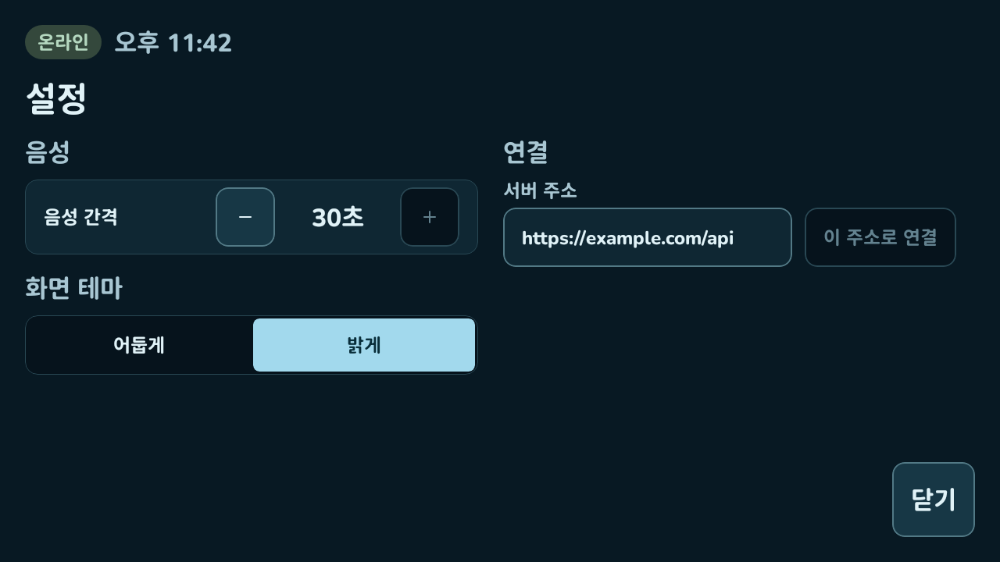 온라인 오후 11:42
설정
음성
음성 간격 − 30초 +
화면 테마
어둡게 밝게
연결
서버 주소
https://example.com/api 이 주소로 연결
닫기